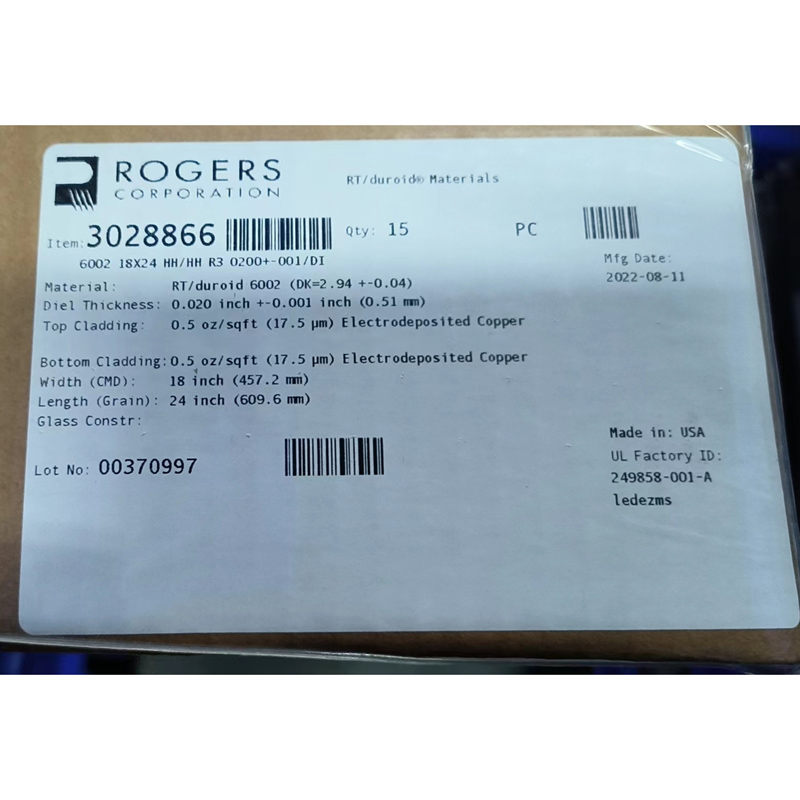 ROGERS
CORPORATION
RT/duroid® Materials
Item: 3028866
Qty: 15 PC
6002 18X24 HH/HH R3 0200+-001/DI
Mfg Date:
2022-08-11
Material: RT/duroid 6002 (DK=2.94 +-0.04)
Diel Thickness: 0.020 inch +-0.001 inch (0.51 mm)
Top Cladding: 0.5 oz/sqft (17.5 µm) Electrodeposited Copper
Bottom Cladding: 0.5 oz/sqft (17.5 µm) Electrodeposited Copper
Width (CMD): 18 inch (457.2 mm)
Length (Grain): 24 inch (609.6 mm)
Glass Constr:
Lot No: 00370997
Made in: USA
UL Factory ID:
249858-001-A
ledezms